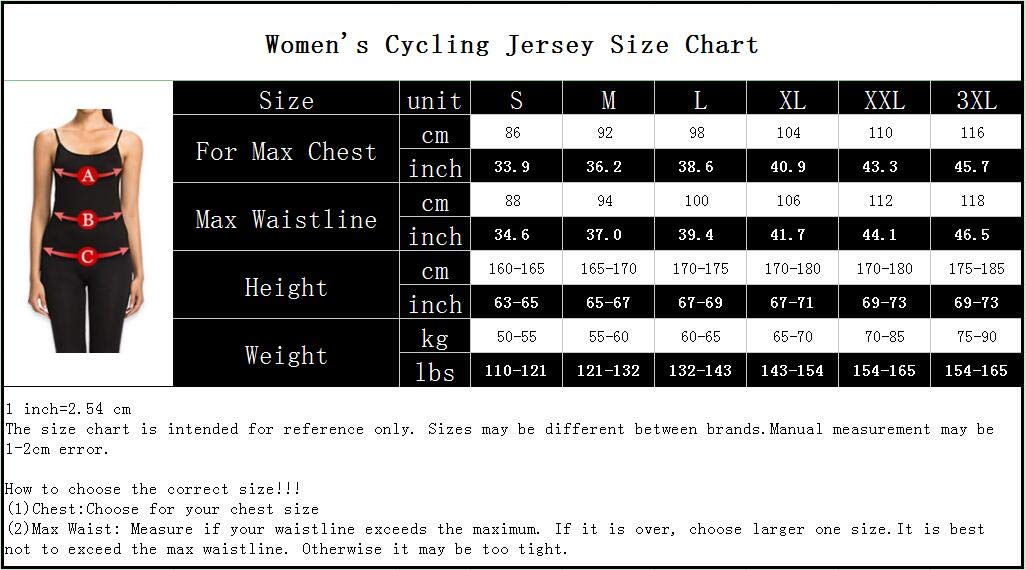 Women's Cycling Jersey Size Chart
Size unit S M L XL XXL 3XL
For Max Chest cm 86 92 98 104 110 116
inch 33.9 36.2 38.6 40.9 43.3 45.7
Max Waistline cm 88 94 100 106 112 118
inch 34.6 37.0 39.4 41.7 44.1 46.5
Height cm 160-165 165-170 170-175 170-180 170-180 175-185
inch 63-65 65-67 67-69 67-71 69-73 69-73
Weight kg 50-55 55-60 60-65 65-70 70-85 75-90
lbs 110-121 121-132 132-143 143-154 154-165 154-165
A
B
C
1 inch=2.54 cm
The size chart is intended for reference only. Sizes may be different between brands.Manual measurement may be
1-2cm error.
How to choose the correct size!!!
(1)Chest:Choose for your chest size
(2)Max Waist: Measure if your waistline exceeds the maximum. If it is over, choose larger one size.It is best
not to exceed the max waistline. Otherwise it may be too tight.